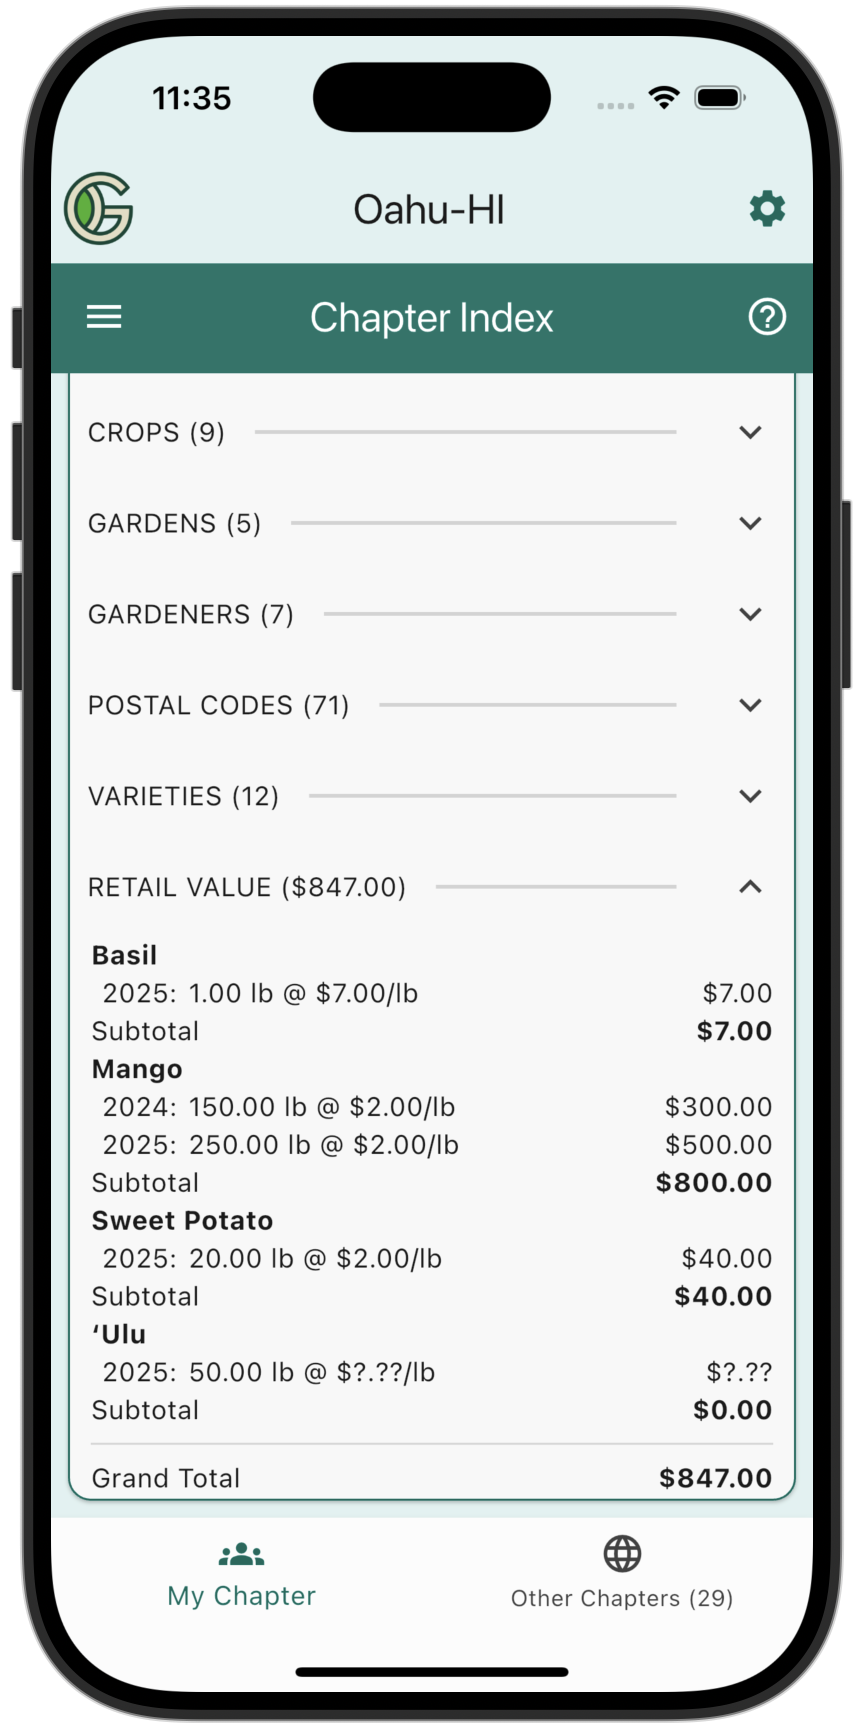 11:35
Oahu-HI
Chapter Index
CROPS (9)
GARDENS (5)
GARDENERS (7)
POSTAL CODES (71)
VARIETIES (12)
RETAIL VALUE ($847.00)
Basil
2025: 1.00 lb @ $7.00/lb $7.00
Subtotal $7.00
Mango
2024: 150.00 lb @ $2.00/lb $300.00
2025: 250.00 lb @ $2.00/lb $500.00
Subtotal $800.00
Sweet Potato
2025: 20.00 lb @ $2.00/lb $40.00
Subtotal $40.00
‘Ulu
2025: 50.00 lb @ $?.??/lb $?.??
Subtotal $0.00
Grand Total $847.00
My Chapter
Other Chapters (29)